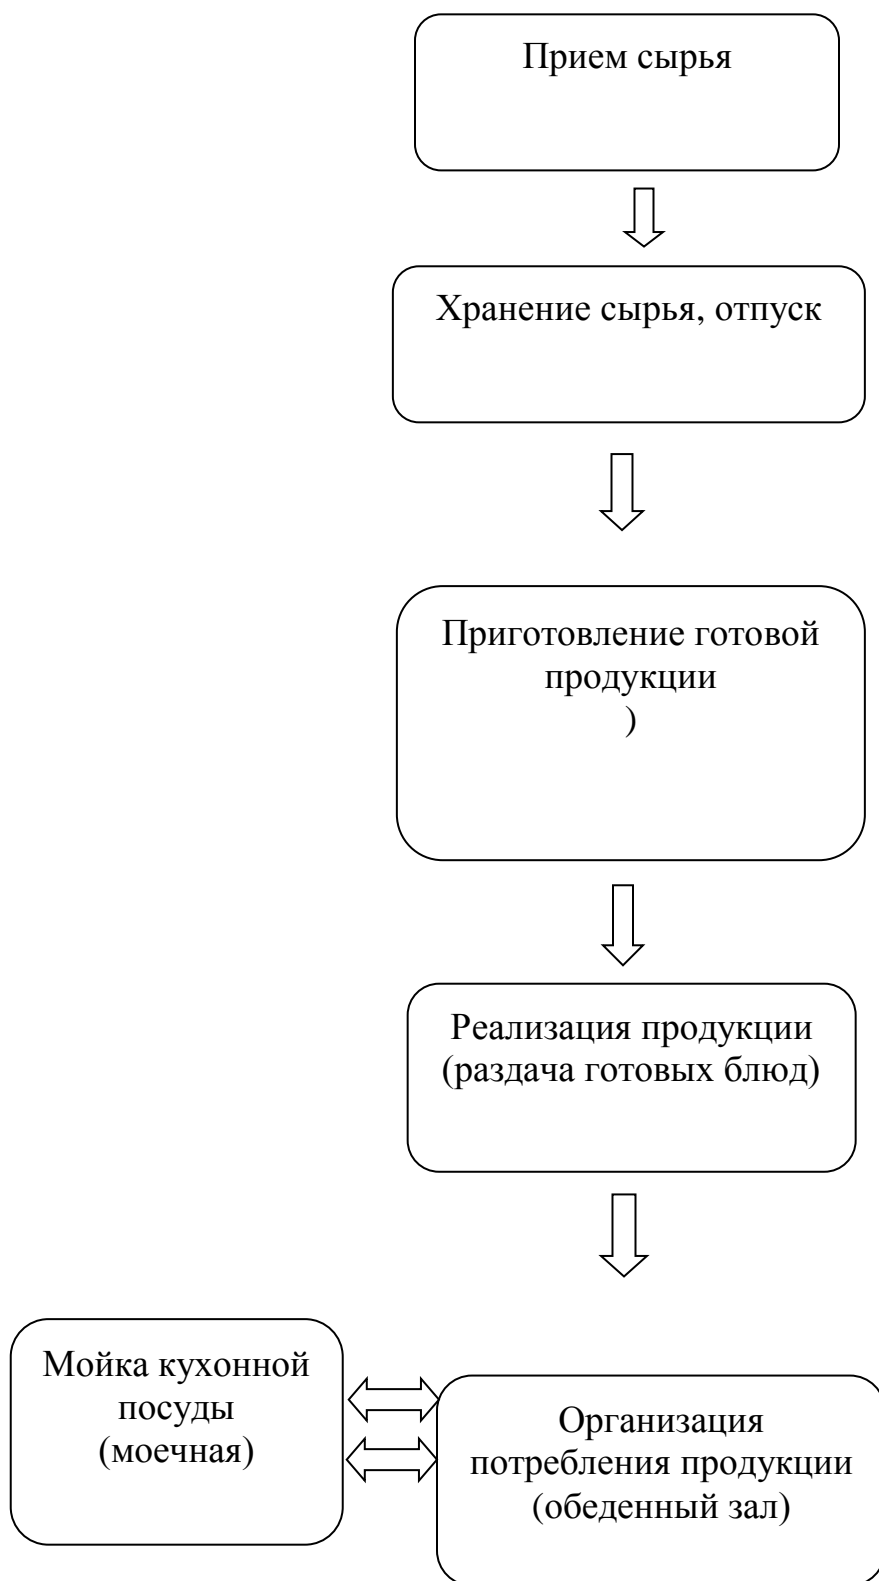 Прием сырья
Хранение сырья, отпуск
Приготовление готовой
продукции
)
Реализация продукции
(раздача готовых блюд)
Мойка кухонной
посуды
(моечная)
Организация
потребления продукции
(обеденный зал)